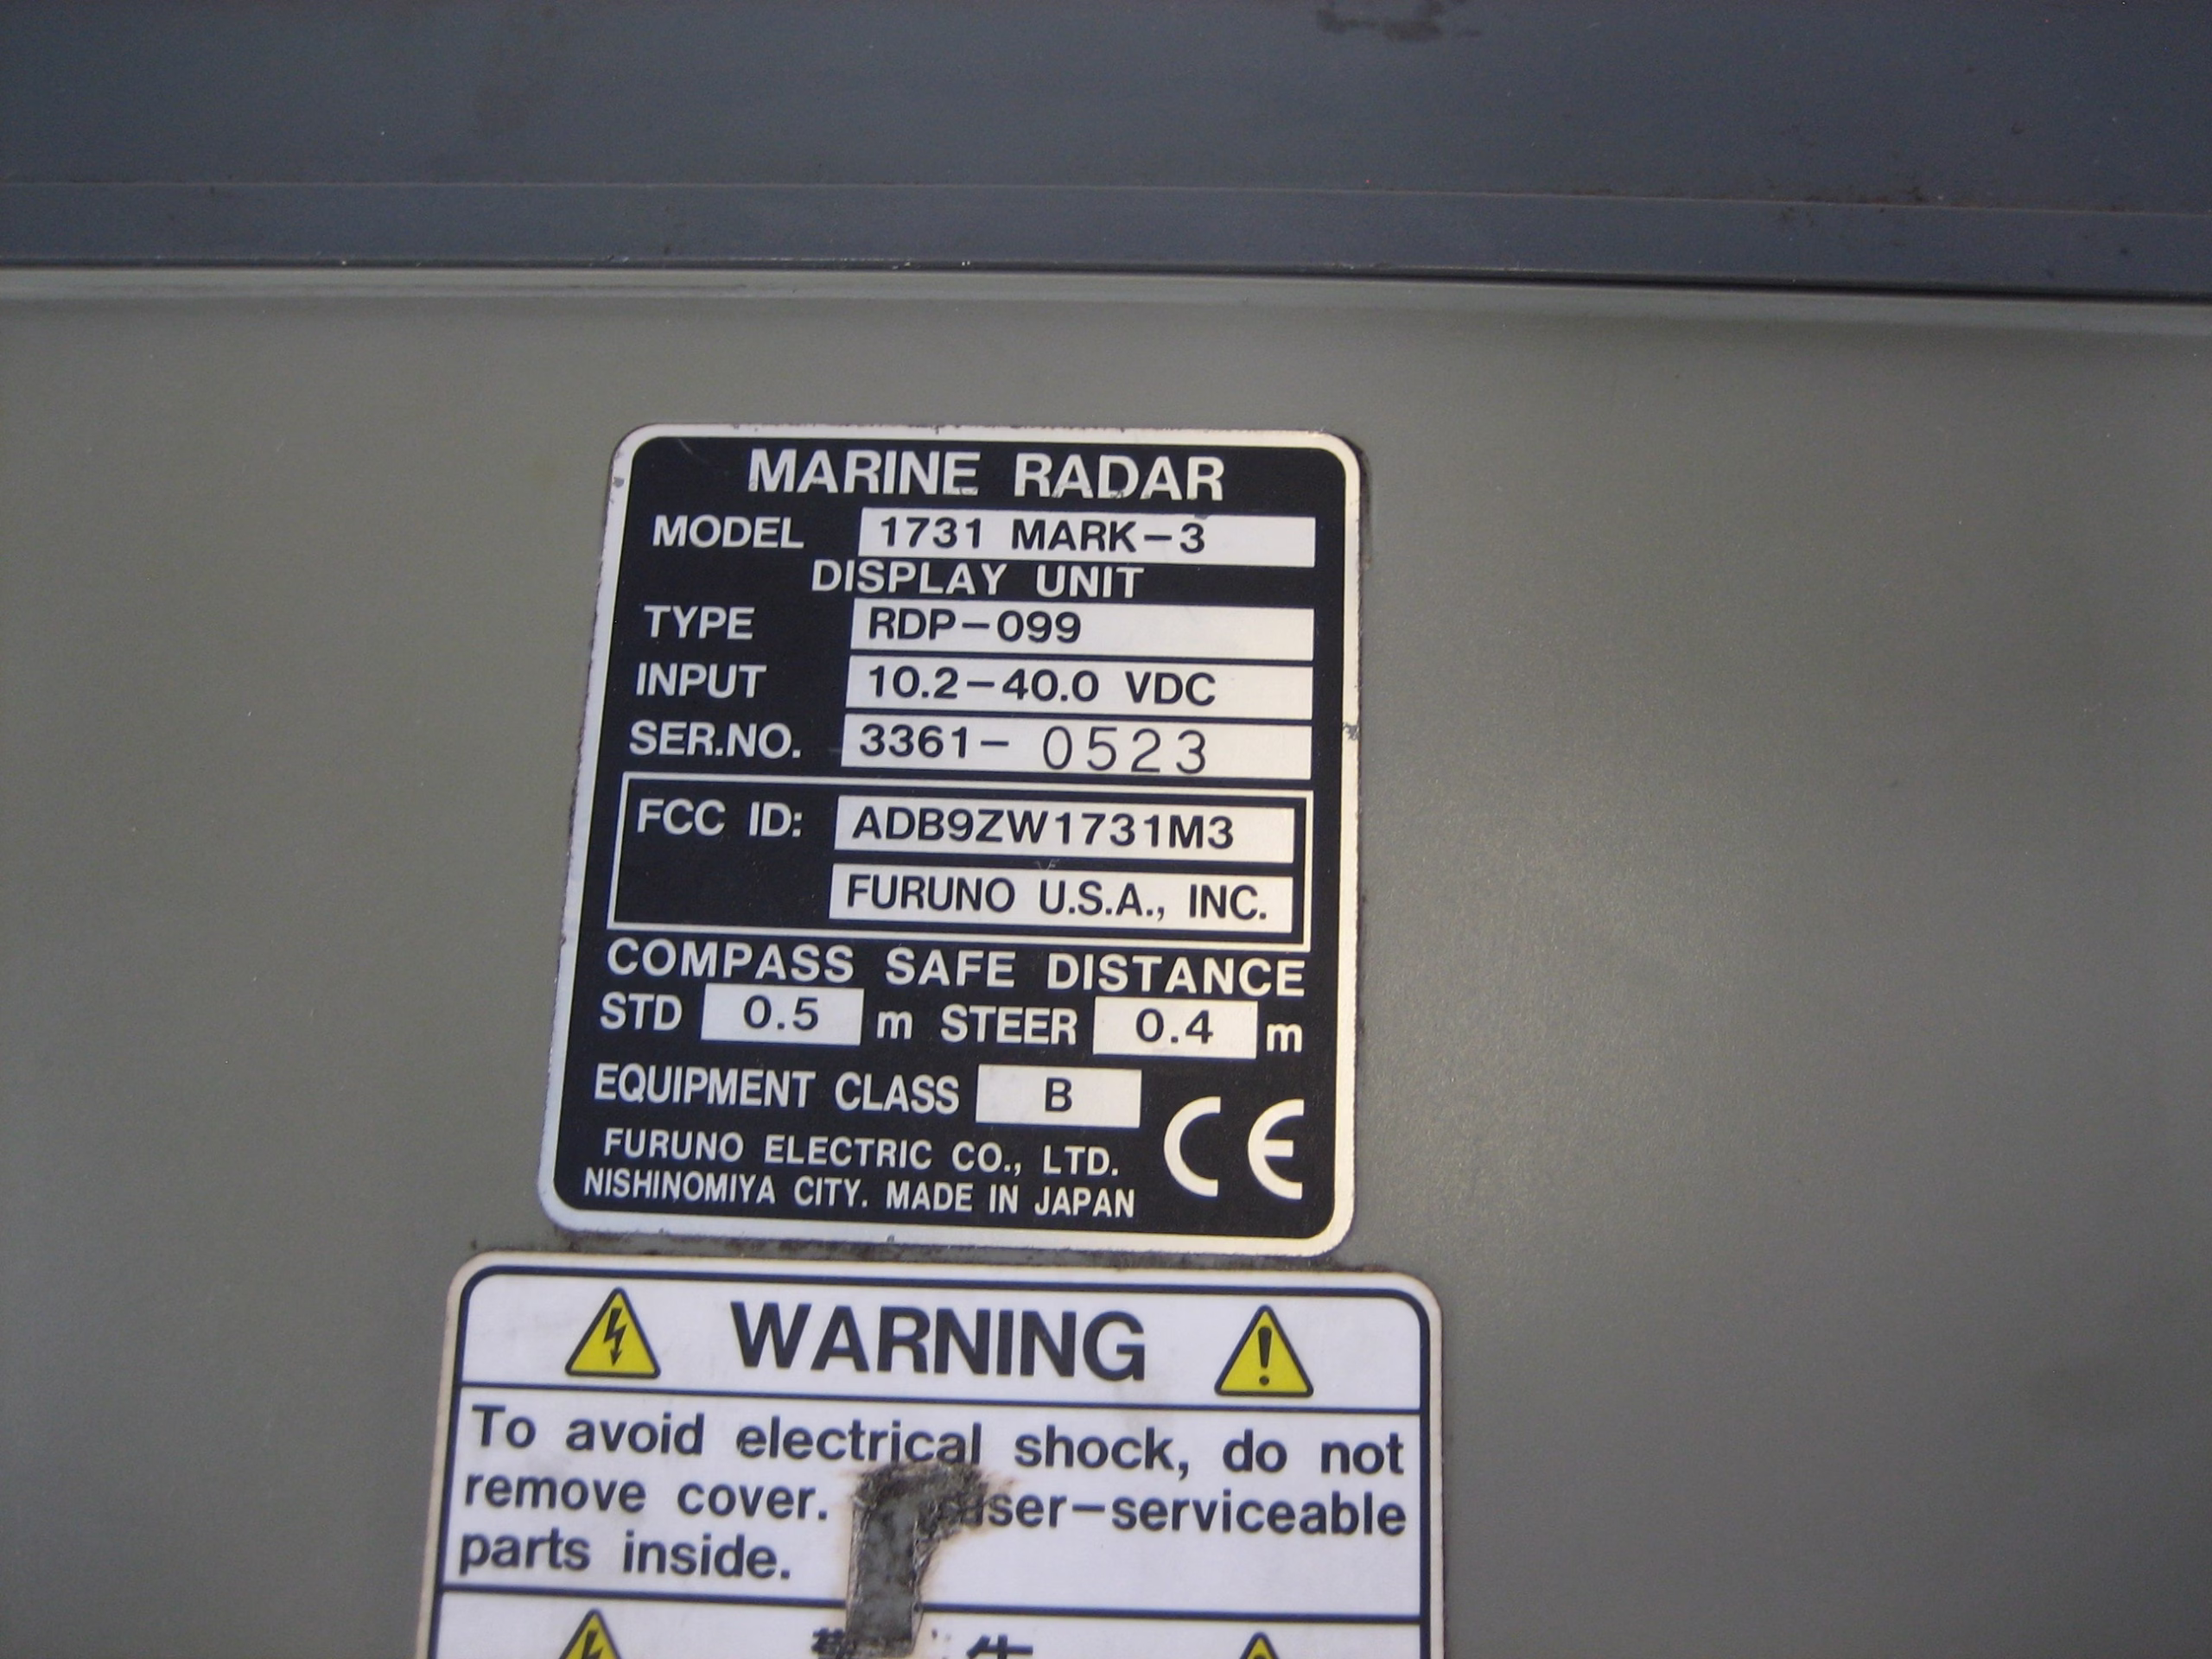 MARINE RADAR
MODEL 1731 MARK-3
DISPLAY UNIT
TYPE RDP-099
INPUT 10.2-40.0 VDC
SER.NO. 3361- 0523
FCC ID: ADB9ZW1731M3
FURUNO U.S.A., INC.
COMPASS SAFE DISTANCE
STD 0.5 m STEER 0.4 m
EQUIPMENT CLASS B
CE
FURUNO ELECTRIC CO., LTD.
NISHINOMIYA CITY. MADE IN JAPAN
WARNING
To avoid electrical shock, do not
remove cover. user-serviceable
parts inside.